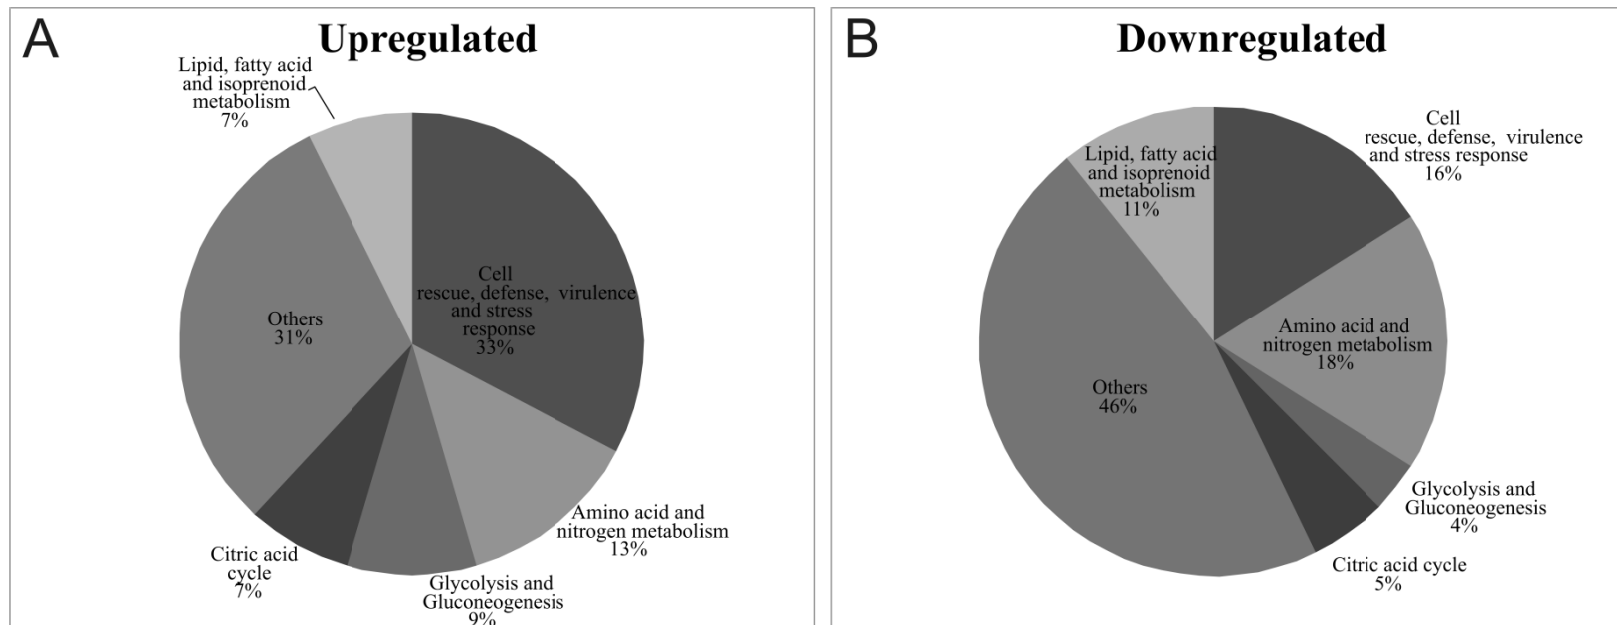 A
Upregulated
Lipid, fatty acid
and isoprenoid
metabolism
7%
Cell
rescue, defense,  virulence
and stress
response
33%
Others
31%
Amino acid and
nitrogen metabolism
13%
Citric acid
cycle
7%
Glycolysis and
Gluconeogenesis
9%
B
Downregulated
Cell
rescue, defense,  virulence
and stress response
16%
Lipid, fatty acid
and isoprenoid
metabolism
11%
Amino acid and
nitrogen metabolism
18%
Others
46%
Glycolysis and
Gluconeogenesis
4%
Citric acid cycle
5%